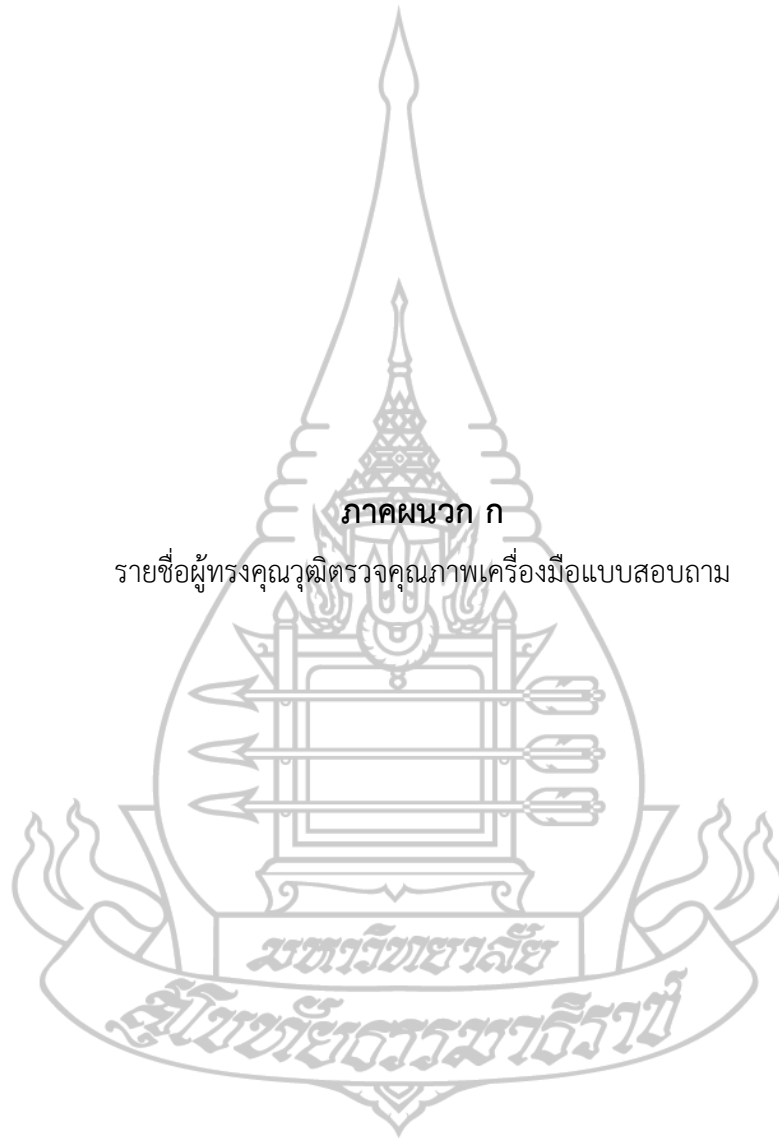 ภาคผนวก ก
รายชื่อผู้ทรงคุณวุฒิตรวจคุณภาพเครื่องมือแบบสอบถาม
มหาวิทยาลัย
สุโขทัยธรรมาธิราช